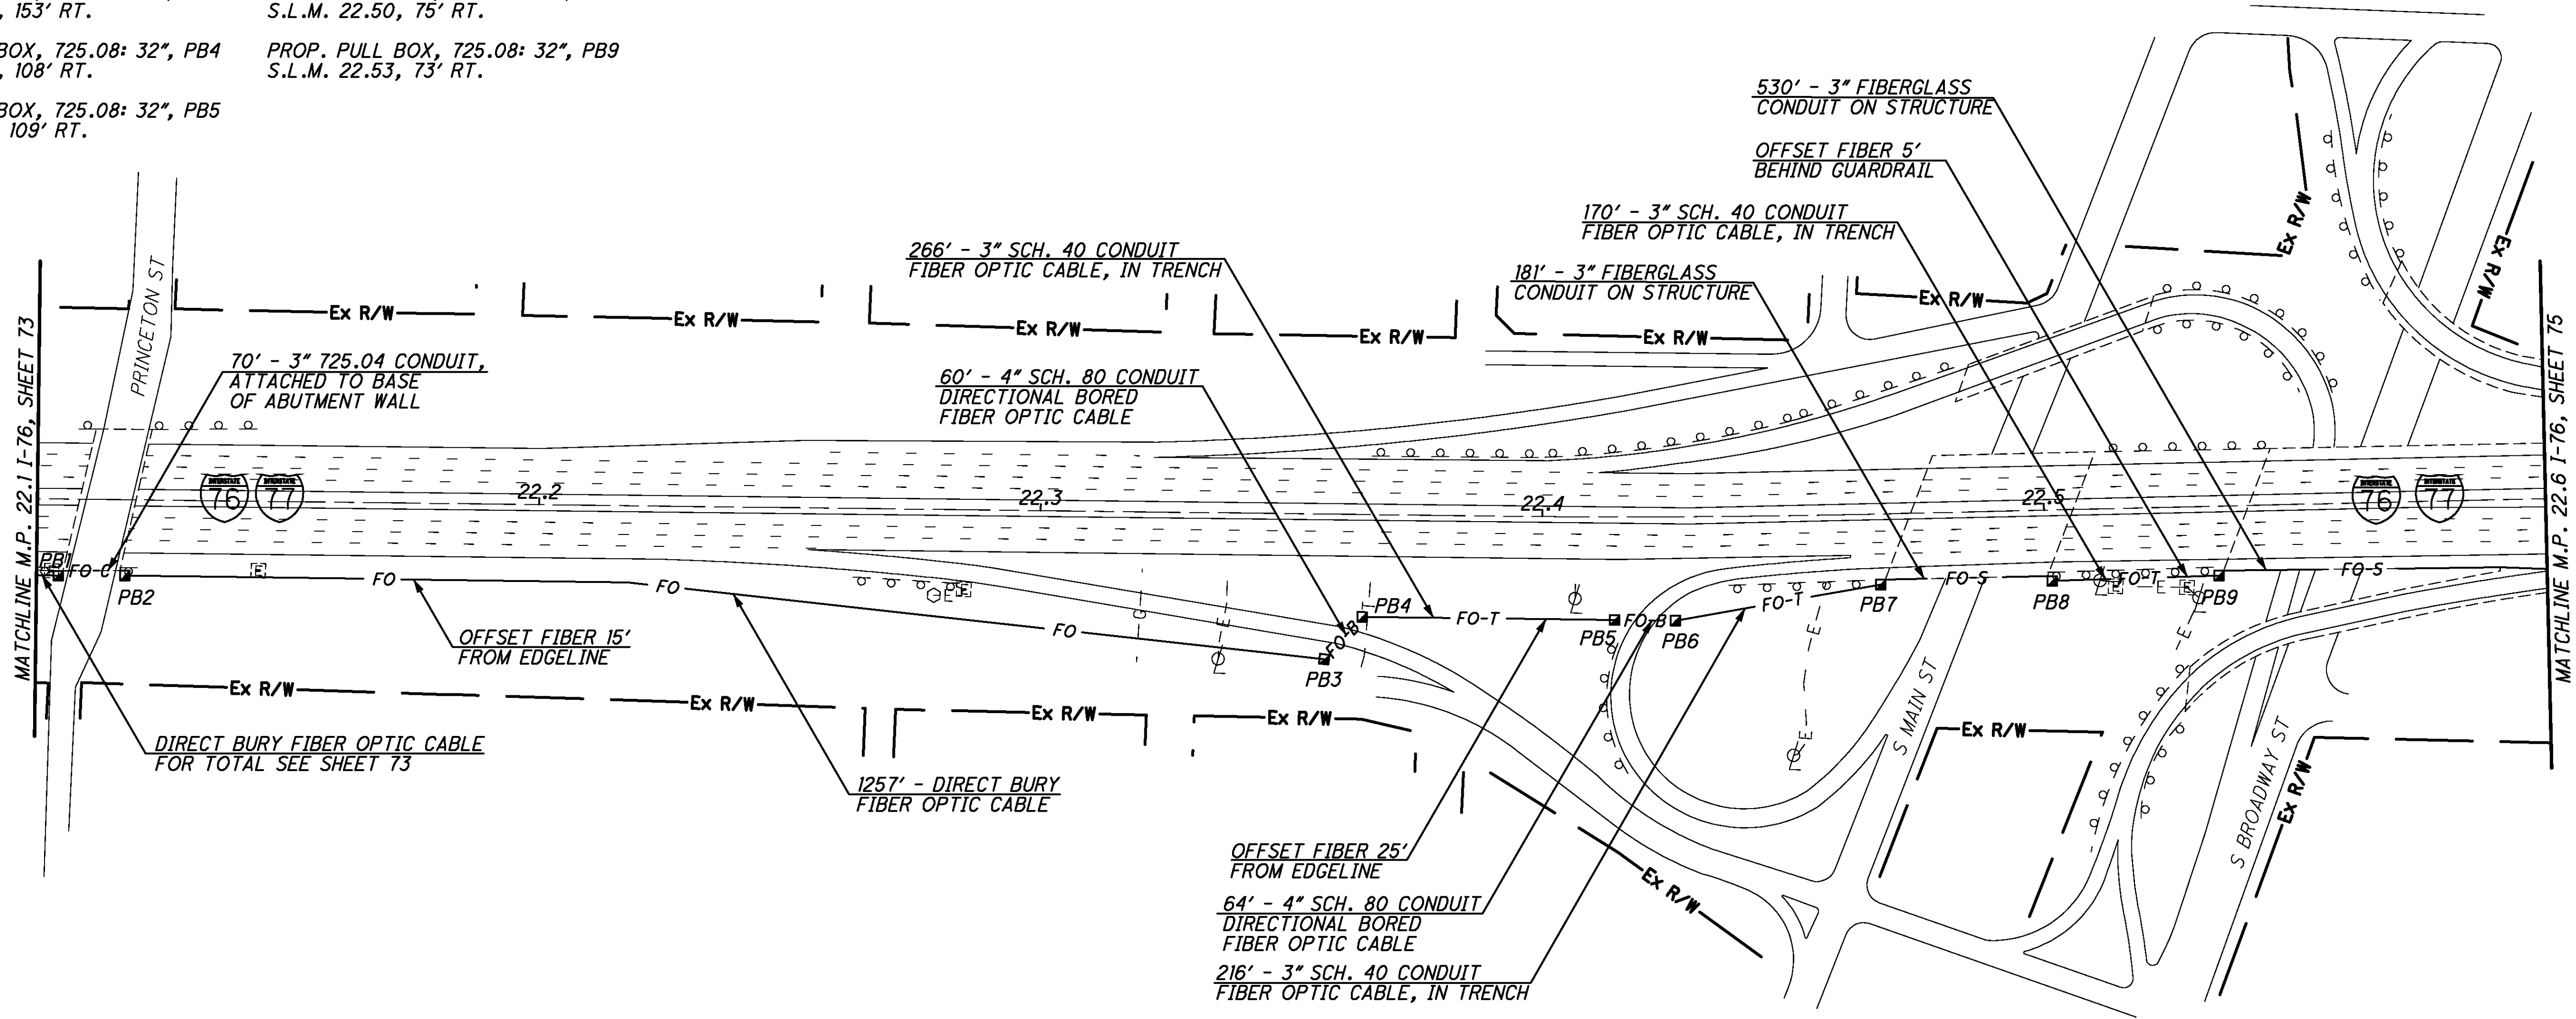 , 153' RT.
S.L.M. 22.50, 75' RT.
BOX, 725.08: 32", PB4
, 108' RT.
PROP. PULL BOX, 725.08: 32", PB9
S.L.M. 22.53, 73' RT.
BOX, 725.08: 32", PB5
109' RT.
530' - 3" FIBERGLASS
CONDUIT ON STRUCTURE
OFFSET FIBER 5'
BEHIND GUARDRAIL
170' - 3" SCH. 40 CONDUIT
FIBER OPTIC CABLE, IN TRENCH
266' - 3" SCH. 40 CONDUIT
FIBER OPTIC CABLE, IN TRENCH
181' - 3" FIBERGLASS
CONDUIT ON STRUCTURE
Ex R/W
Ex R/W
Ex R/W
Ex R/W
Ex R/W
Ex R/W
Ex R/W
Ex R/W
PRINCETON ST
70' - 3" 725.04 CONDUIT,
ATTACHED TO BASE
OF ABUTMENT WALL
60' - 4" SCH. 80 CONDUIT
DIRECTIONAL BORED
FIBER OPTIC CABLE
MATCHLINE M.P. 22.1 I-76, SHEET 73
MATCHLINE M.P. 22.6 I-76, SHEET 75
INTERSTATE
76
INTERSTATE
77
22.2
22.3
22.4
22.5
INTERSTATE
76
INTERSTATE
77
PB1
FO-C
PB2
E
FO
FO
E
E
FO
G
E
PB3
FO-B
PB4
FO-T
PB5
FO-B
PB6
FO-T
PB7
FO-S
PB8
E
FO-T
E
E
PB9
FO-S
E
E
E
OFFSET FIBER 15'
FROM EDGELINE
Ex R/W
Ex R/W
Ex R/W
Ex R/W
Ex R/W
S MAIN ST
S BROADWAY ST
Ex R/W
Ex R/W
DIRECT BURY FIBER OPTIC CABLE
FOR TOTAL SEE SHEET 73
1257' - DIRECT BURY
FIBER OPTIC CABLE
OFFSET FIBER 25'
FROM EDGELINE
64' - 4" SCH. 80 CONDUIT
DIRECTIONAL BORED
FIBER OPTIC CABLE
216' - 3" SCH. 40 CONDUIT
FIBER OPTIC CABLE, IN TRENCH